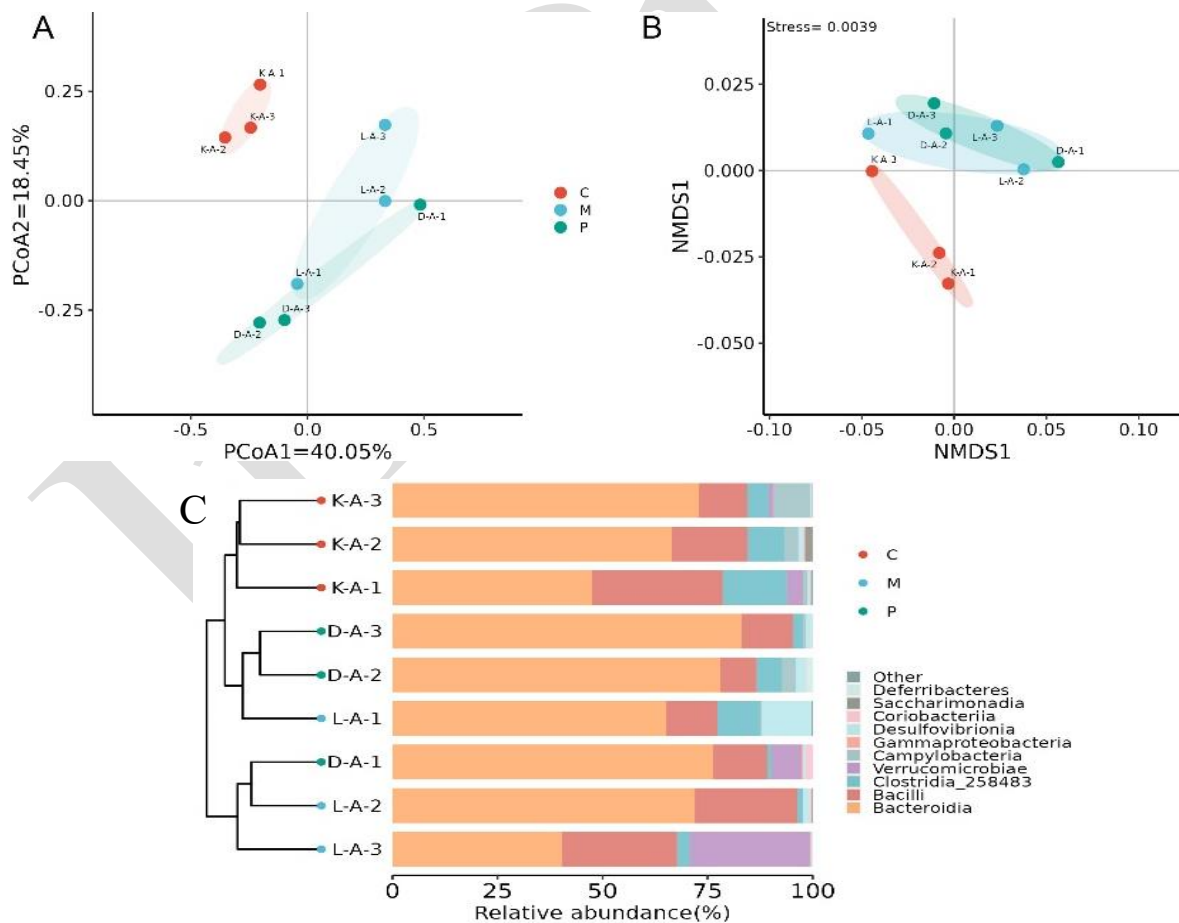 A
0.25
0.00
-0.25
PCoA2=18.45%
K-A-1
K-A-3
K-A-2
L-A-3
L-A-2
D-A-1
L-A-1
D-A-3
D-A-2
-0.5
0.0
0.5
PCoA1=40.05%
C
M
P
B
Stress= 0.0039
0.025
0.000
-0.025
-0.050
NMDS1
D-A-3
L-A-1
D-A-2
L-A-3
D-A-1
L-A-2
K-A-3
K-A-2
K-A-1
-0.10
-0.05
0.00
0.05
0.10
NMDS1
C
K-A-3
K-A-2
K-A-1
D-A-3
D-A-2
L-A-1
D-A-1
L-A-2
L-A-3
0
25
50
75
100
Relative abundance(%)
C
M
P
Other
Deferribacteres
Saccharimonadia
Coriobacteriia
Desulfovibrionia
Gammaproteobacteria
Campylobacteria
Verrucomicrobiae
Clostridia_258483
Bacilli
Bacteroidia